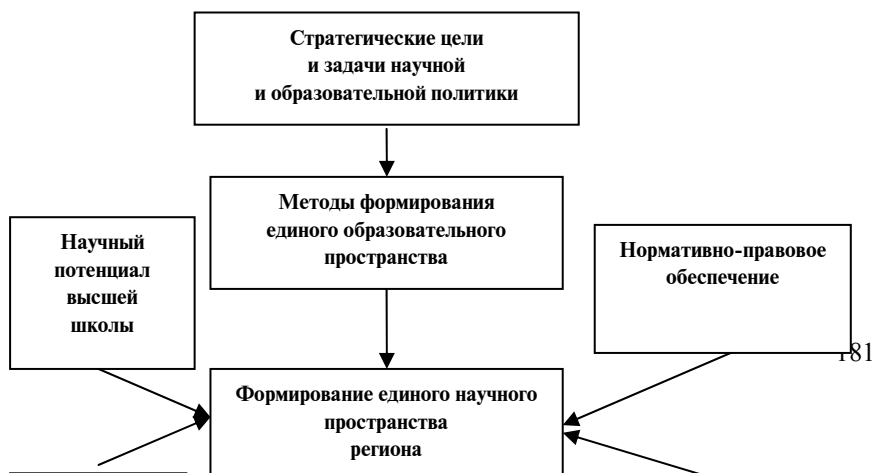 Стратегические цели
и задачи научной
и образовательной политики
Методы формирования
единого образовательного
пространства
Научный
потенциал
высшей
школы
Нормативно-правовое
обеспечение
181
Формирование единого научного
пространства
региона